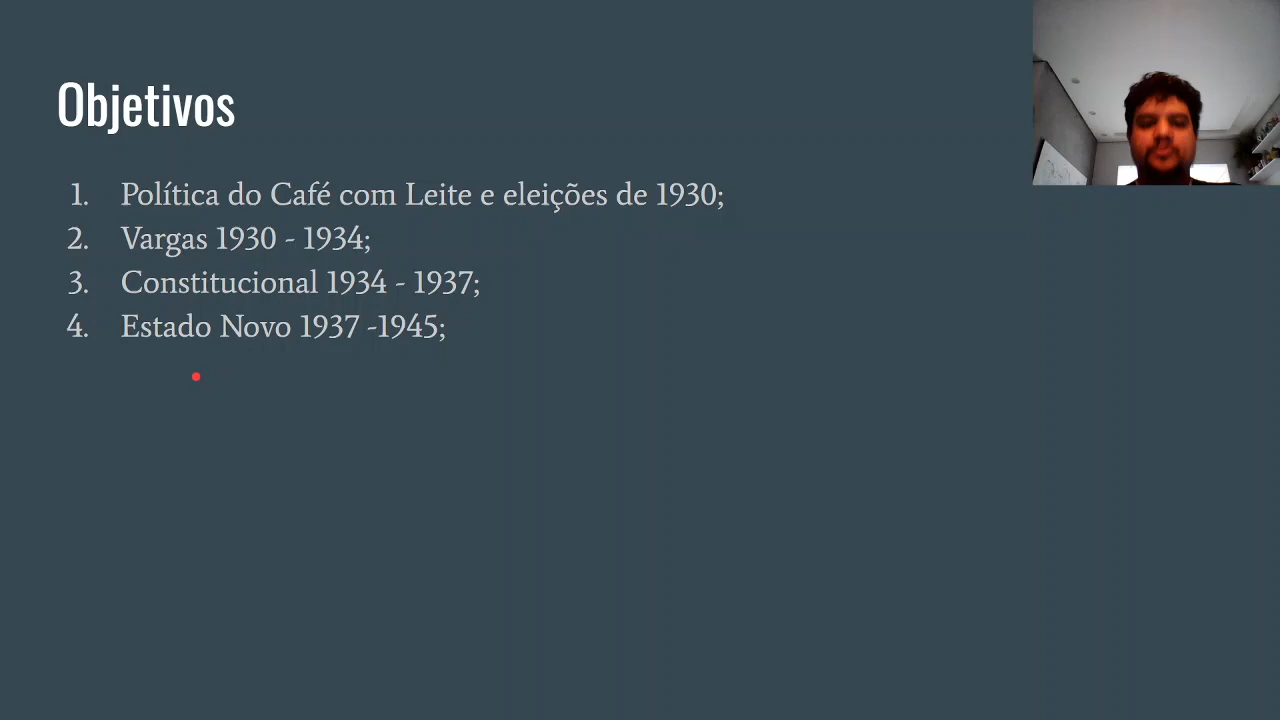 Objetivos
1. Política do Café com Leite e eleições de 1930;
2. Vargas 1930 - 1934;
3. Constitucional 1934 - 1937;
4. Estado Novo 1937 -1945;